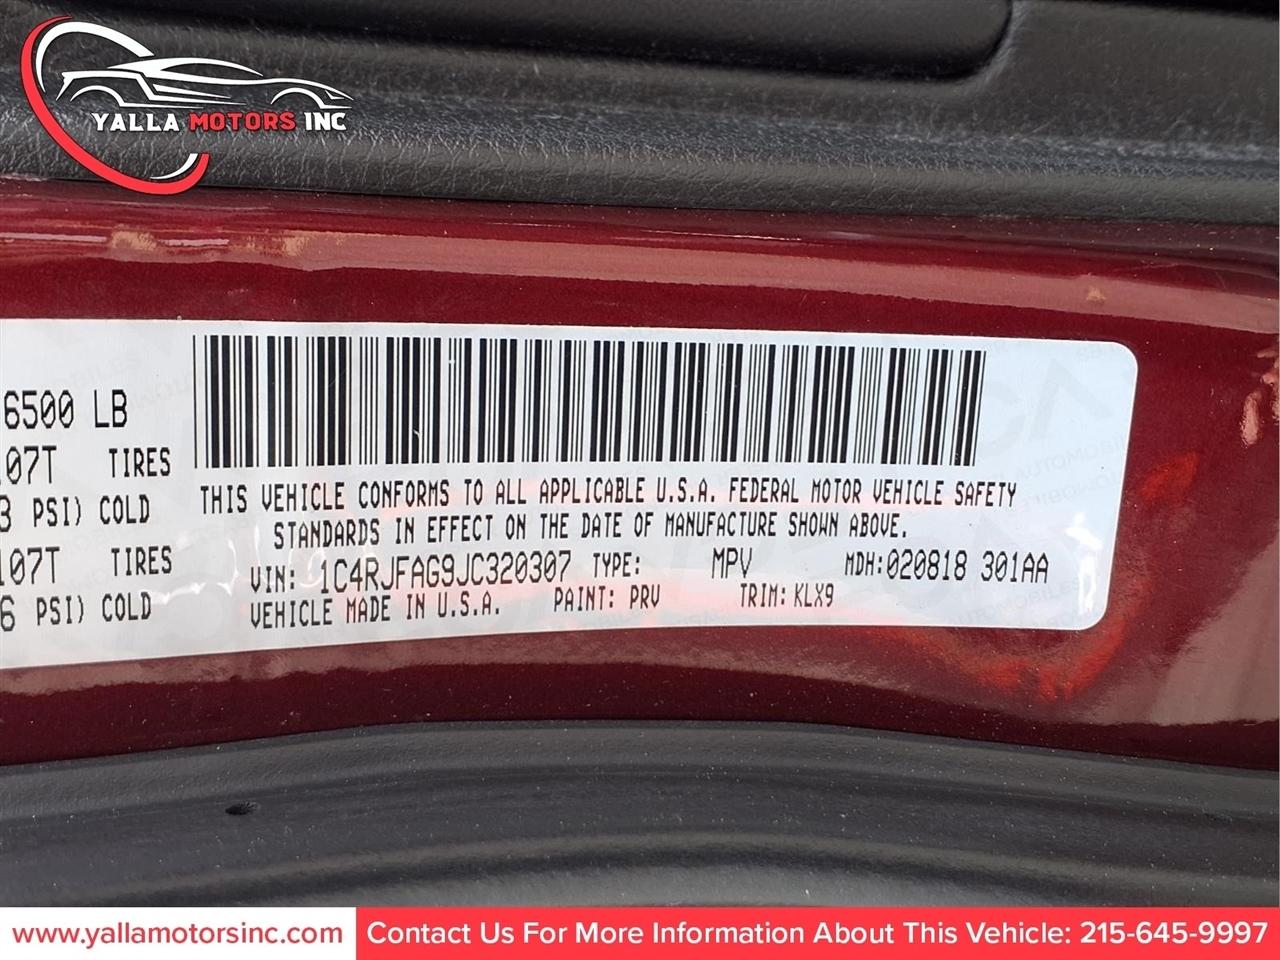 YALLA MOTORS INC
6500 LB
107T TIRES
3 PSI) COLD
107T TIRES
6 PSI) COLD
THIS VEHICLE CONFORMS TO ALL APPLICABLE U.S.A. FEDERAL MOTOR VEHICLE SAFETY
STANDARDS IN EFFECT ON THE DATE OF MANUFACTURE SHOWN ABOVE.
VIN: 1C4RJFAG9JC320307 TYPE: MPV MDH:020818 301AA
VEHICLE MADE IN U.S.A. PAINT: PRV TRIM: KLX9
www.yallamotorsinc.com
Contact Us For More Information About This Vehicle: 215-645-9997